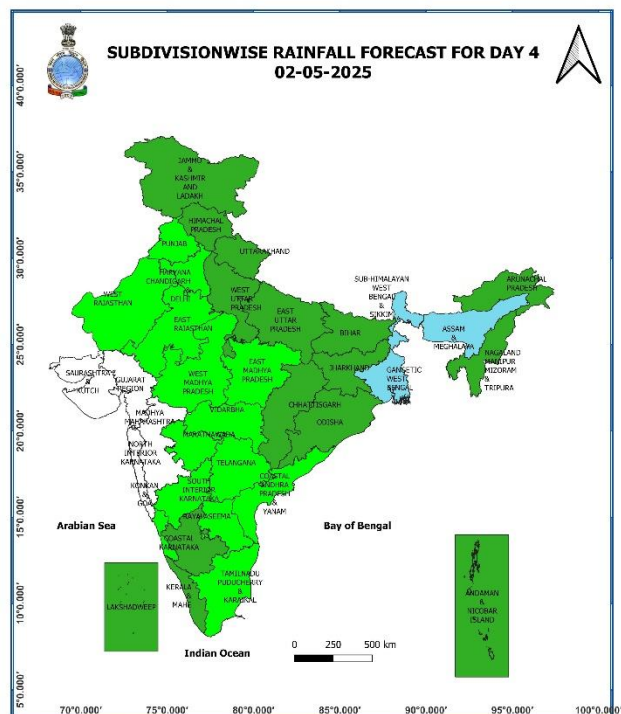 SUBDIVISIONWISE RAINFALL FORECAST FOR DAY 4
02-05-2025
40°0.000'
35°0.000'
30°0.000'
25°0.000'
20°0.000'
15°0.000'
10°0.000'
5°0.000'
JAMMU
&
KASHMIR
AND
LADAKH
HIMACHAL
PRADESH
PUNJAB
UTTARAKHAND
HARYANA
CHANDIGARH
&
DELHI
WEST
RAJASTHAN
WEST
UTTAR
PRADESH
SUB-HIMALAYAN
WEST
BENGAL
&
SIKKIM
ARUNACHAL
PRADESH
EAST
RAJASTHAN
EAST
UTTAR
PRADESH
BIHAR
ASSAM
&
MEGHALAYA
NAGALAND
MANIPUR
MIZORAM
&
TRIPURA
SAURASHTRA
&
KUTCH
GUJARAT
REGION
WEST
MADHYA
PRADESH
EAST
MADHYA
PRADESH
JHARKHAND
GANGETIC
WEST
BENGAL
MADHYA
MAHARASHTRA
VIDARBHA
CHHATTISGARH
ODISHA
NORTH
INTERIOR
KARNATAKA
MARATHAWADA
TELANGANA
KONKAN
&
GOA
SOUTH
INTERIOR
KARNATAKA
COASTAL
ANDHRA
PRADESH
&
YANAM
RAYALASEEMA
Arabian Sea
Bay of Bengal
COASTAL
KARNATAKA
KERALA
&
MAHE
TAMILNADU
PUDUCHERRY
&
KARAIKAL
LAKSHADWEEP
ANDAMAN
&
NICOBAR
ISLAND
Indian Ocean
0 250 500 km
70°0.000' 75°0.000' 80°0.000' 85°0.000' 90°0.000' 95°0.000' 100°0.000'